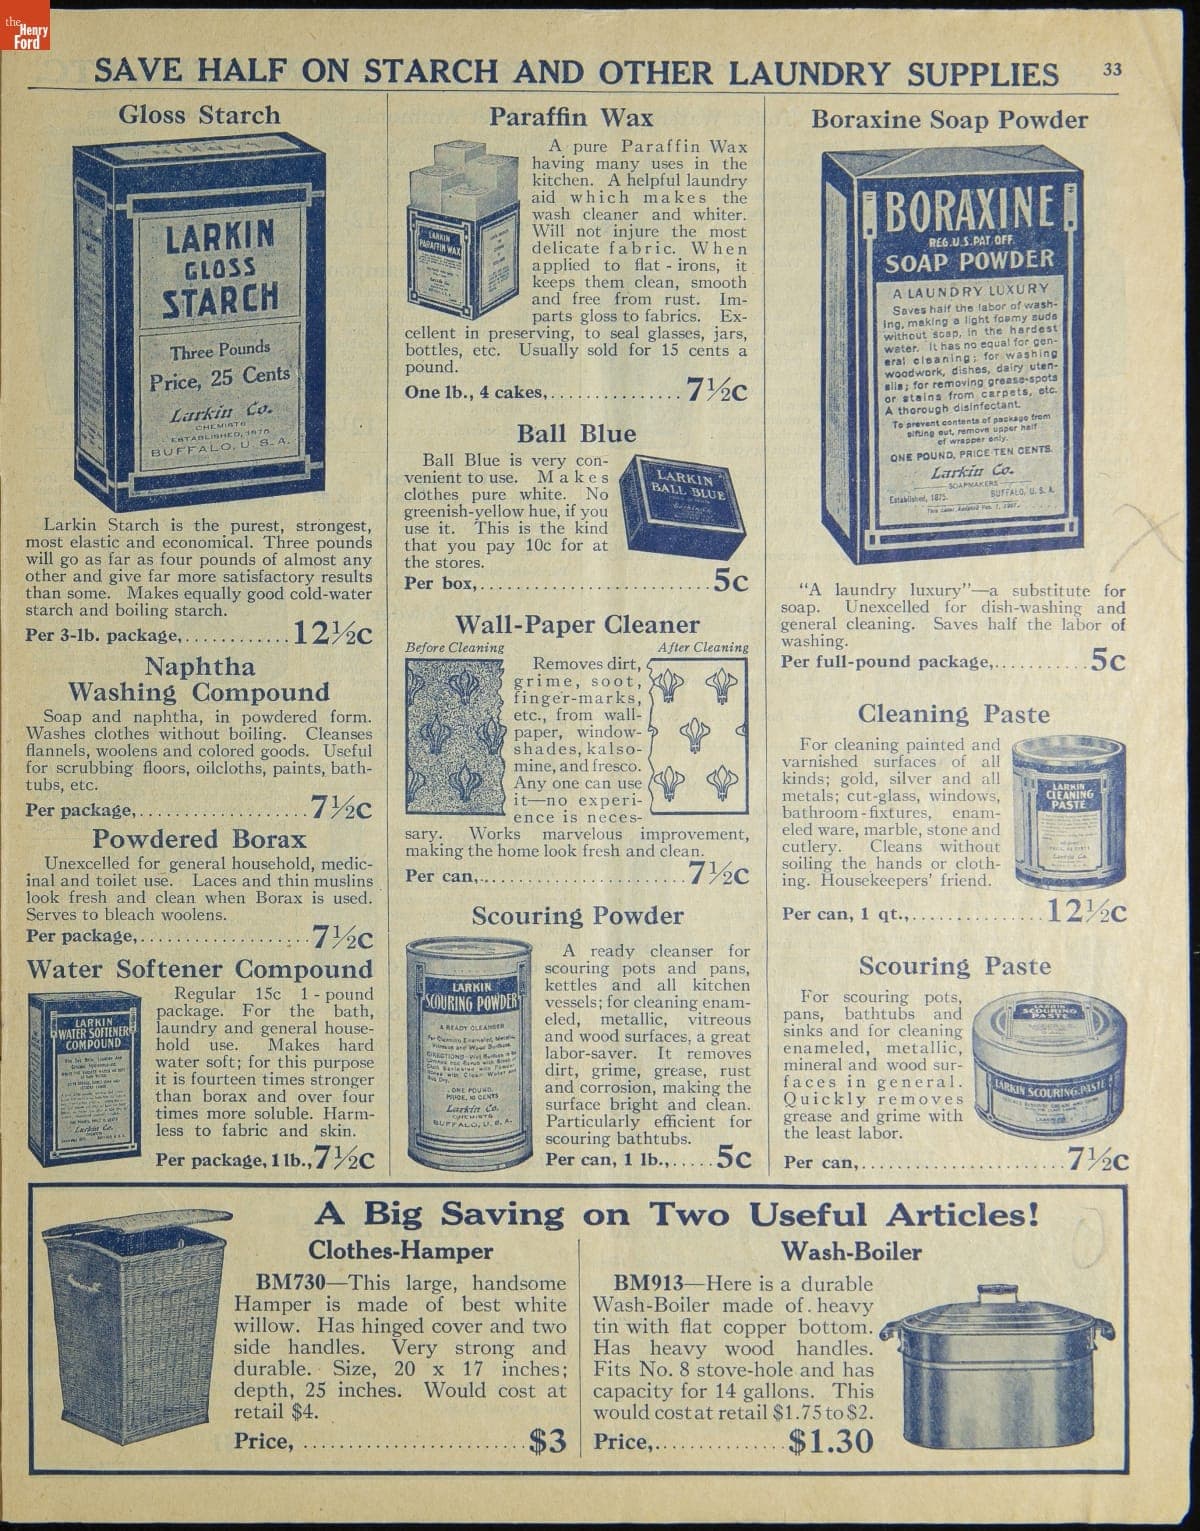 the
Henry
Ford
SAVE HALF ON STARCH AND OTHER LAUNDRY SUPPLIES 33
Gloss Starch
LARKIN
LARKIN
GLOSS
STARCH
Three Pounds
Price, 25 Cents
Larkin Co.
CHEMISTS
ESTABLISHED, 1875
BUFFALO, U.S.A.
Larkin Starch is the purest, strongest,
most elastic and economical. Three pounds
will go as far as four pounds of almost any
other and give far more satisfactory results
than some. Makes equally good cold-water
starch and boiling starch.
Per 3-lb. package,............12½c
Naphtha
Washing Compound
Soap and naphtha, in powdered form.
Washes clothes without boiling. Cleanses
flannels, woolens and colored goods. Useful
for scrubbing floors, oilcloths, paints, bath-
tubs, etc.
Per package,....................7½c
Powdered Borax
Unexcelled for general household, medic-
inal and toilet use. Laces and thin muslins
look fresh and clean when Borax is used.
Serves to bleach woolens.
Per package,....................7½c
Water Softener Compound
LARKIN
WATER SOFTENER
COMPOUND
Larkin Co.
Regular 15c 1-pound
package. For the bath,
laundry and general house-
hold use. Makes hard
water soft; for this purpose
it is fourteen times stronger
than borax and over four
times more soluble. Harm-
less to fabric and skin.
Per package, 1 lb.,7½c
Paraffin Wax
LARKIN
PARAFFIN WAX
A pure Paraffin Wax
having many uses in the
kitchen. A helpful laundry
aid which makes the
wash cleaner and whiter.
Will not injure the most
delicate fabric. When
applied to flat-irons, it
keeps them clean, smooth
and free from rust. Im-
parts gloss to fabrics. Ex-
cellent in preserving, to seal glasses, jars,
bottles, etc. Usually sold for 15 cents a
pound.
One lb., 4 cakes,...............7½c
Ball Blue
Ball Blue is very con-
venient to use. Makes
clothes pure white. No
greenish-yellow hue, if you
use it. This is the kind
that you pay 10c for at
the stores.
LARKIN
BALL BLUE
Per box,..........................5c
Wall-Paper Cleaner
Before Cleaning After Cleaning
Removes dirt,
grime, soot,
finger-marks,
etc., from wall-
paper, window-
shades, kalso-
mine, and fresco.
Any one can use
it—no experi-
ence is neces-
sary. Works marvelous improvement,
making the home look fresh and clean.
Per can,.......................7½c
Scouring Powder
LARKIN
SCOURING POWDER
A READY CLEANSER
ONE POUND,
PRICE, 10 CENTS
Larkin Co.
CHEMISTS
BUFFALO, U.S.A.
A ready cleanser for
scouring pots and pans,
kettles and all kitchen
vessels; for cleaning enam-
eled, metallic, vitreous
and wood surfaces, a great
labor-saver. It removes
dirt, grime, grease, rust
and corrosion, making the
surface bright and clean.
Particularly efficient for
scouring bathtubs.
Per can, 1 lb.,.....5c
Boraxine Soap Powder
BORAXINE
REG. U.S. PAT. OFF.
SOAP POWDER
A LAUNDRY LUXURY
Saves half the labor of wash-
ing, making a light foamy suds
without soap, in the hardest
water. It has no equal for gen-
eral cleaning; for washing
woodwork, dishes, dairy uten-
sils; for removing grease-spots
or stains from carpets, etc.
A thorough disinfectant.
To prevent contents of package from
sifting out, remove upper half
of wrapper only.
ONE POUND, PRICE TEN CENTS.
Larkin Co.
SOAPMAKERS
Established, 1875. BUFFALO, U.S.A.
This Label Adopted Feb. 1, 1907.
"A laundry luxury"—a substitute for
soap. Unexcelled for dish-washing and
general cleaning. Saves half the labor of
washing.
Per full-pound package,...........5c
Cleaning Paste
For cleaning painted and
varnished surfaces of all
kinds; gold, silver and all
metals; cut-glass, windows,
bathroom-fixtures, enam-
eled ware, marble, stone and
cutlery. Cleans without
soiling the hands or cloth-
ing. Housekeepers' friend.
LARKIN
CLEANING
PASTE
Larkin Co.
Per can, 1 qt.,...............12½c
Scouring Paste
For scouring pots,
pans, bathtubs and
sinks and for cleaning
enameled, metallic,
mineral and wood sur-
faces in general.
Quickly removes
grease and grime with
the least labor.
LARKIN
SCOURING
PASTE
LARKIN SCOURING PASTE
Per can,.......................7½c
A Big Saving on Two Useful Articles!
Clothes-Hamper
BM730—This large, handsome
Hamper is made of best white
willow. Has hinged cover and two
side handles. Very strong and
durable. Size, 20 x 17 inches;
depth, 25 inches. Would cost at
retail $4.
Price, .......................$3
Wash-Boiler
BM913—Here is a durable
Wash-Boiler made of heavy
tin with flat copper bottom.
Has heavy wood handles.
Fits No. 8 stove-hole and has
capacity for 14 gallons. This
would cost at retail $1.75 to $2.
Price,.............$1.30